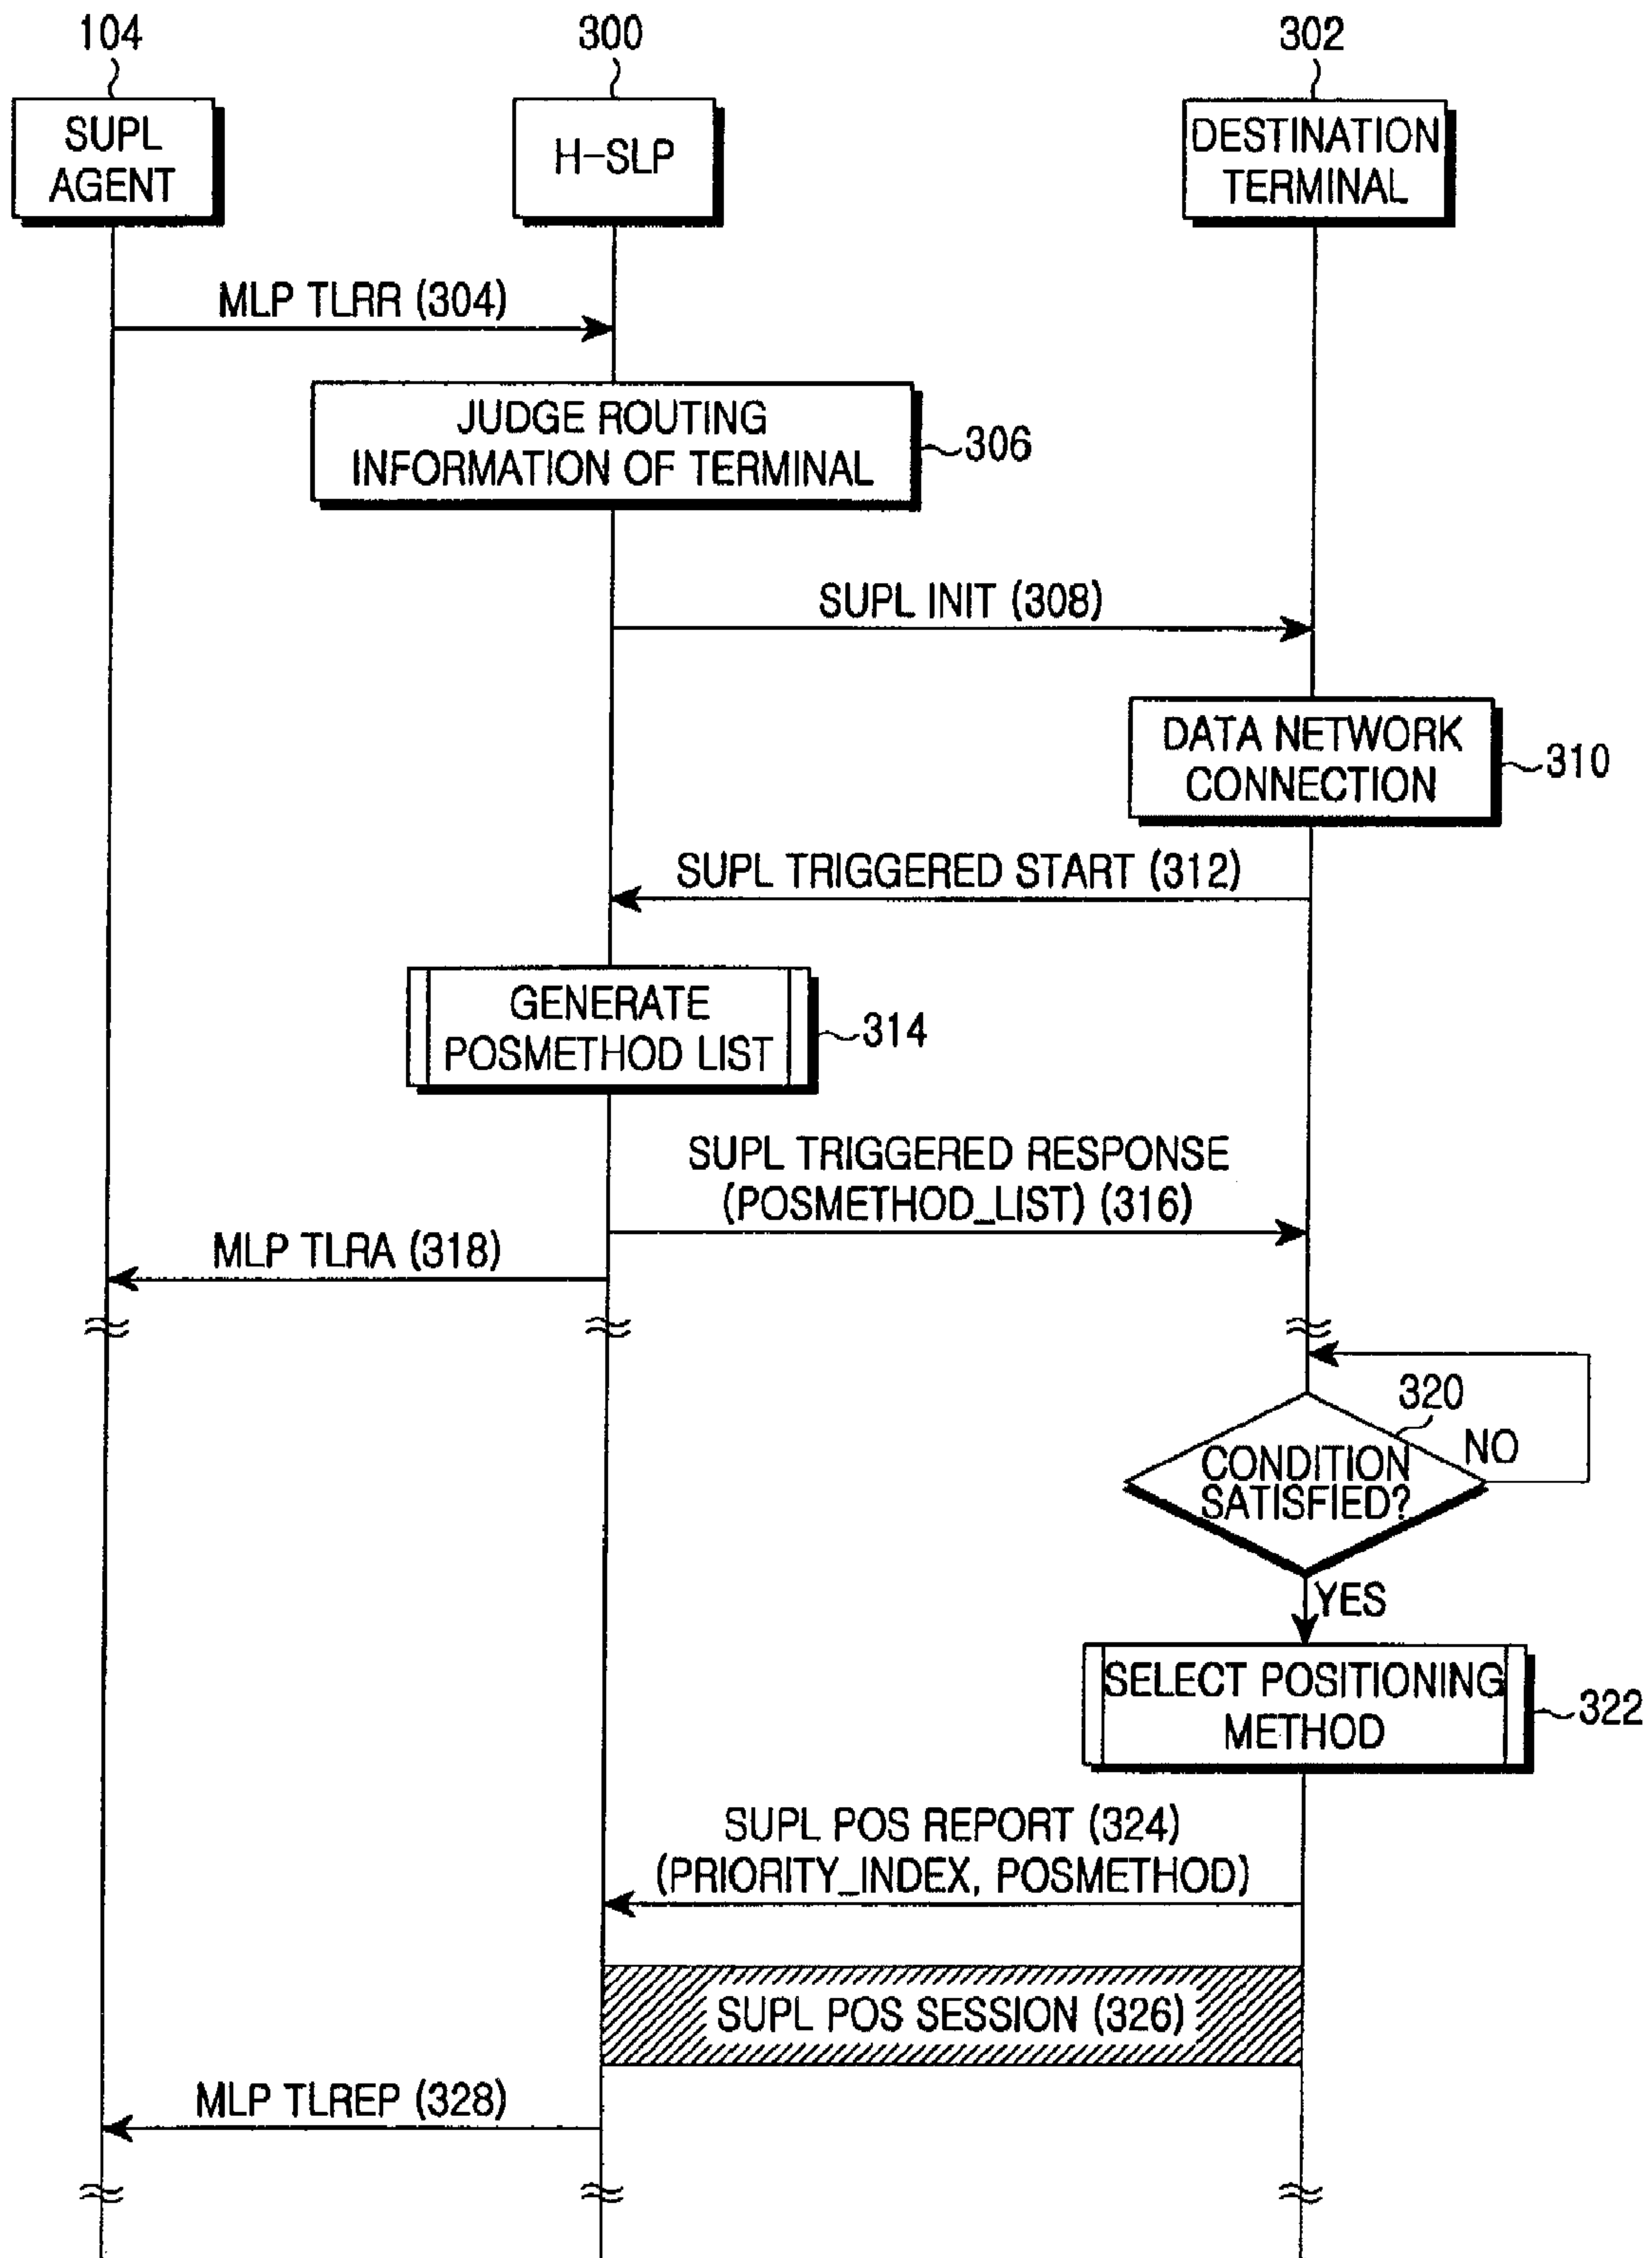 104
300
302
SUPL
AGENT
H-SLP
DESTINATION
TERMINAL
MLP TLRR (304)
JUDGE ROUTING
INFORMATION OF TERMINAL
306
SUPL INIT (308)
DATA NETWORK
CONNECTION
310
SUPL TRIGGERED START (312)
GENERATE
POSMETHOD LIST
314
SUPL TRIGGERED RESPONSE
(POSMETHOD_LIST) (316)
MLP TLRA (318)
320
NO
CONDITION
SATISFIED?
YES
SELECT POSITIONING
METHOD
322
SUPL POS REPORT (324)
(PRIORITY_INDEX, POSMETHOD)
SUPL POS SESSION (326)
MLP TLREP (328)